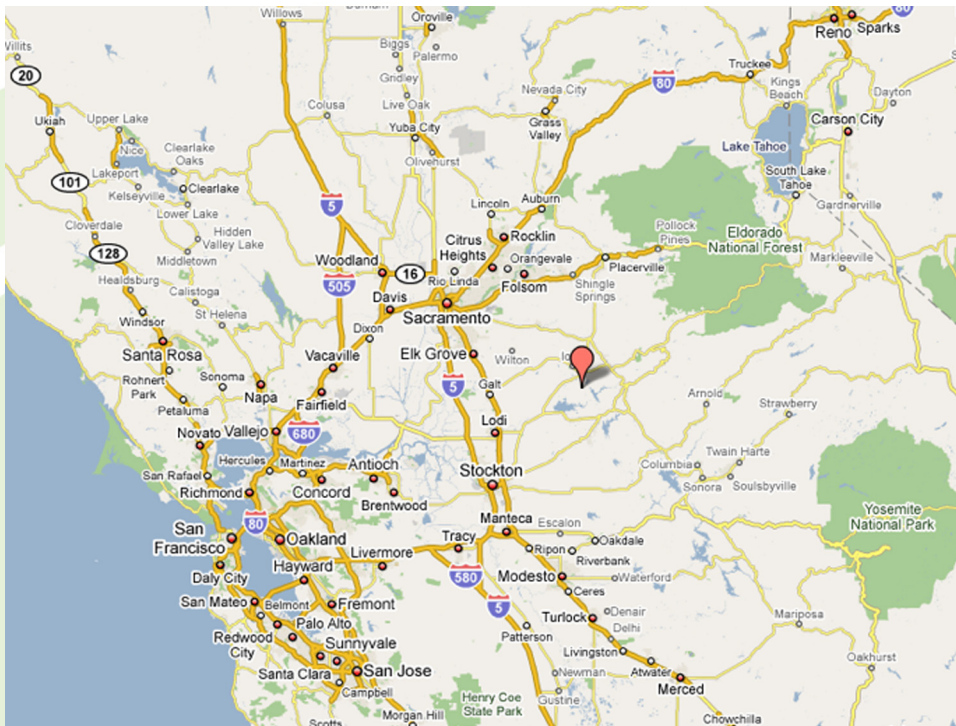 Willows
Oroville
80
Reno
Sparks
Willits
Durham
Biggs
Palermo
Truckee
Kings
Beach
20
Gridley
80
Dayton
Colusa
Live Oak
Nevada City
Ukiah
Upper Lake
Grass
Valley
Carson City
Nice
Clearlake
Oaks
Yuba City
Lake Tahoe
Lakeport
Olivehurst
101
Kelseyville
Clearlake
South Lake
Tahoe
Lower Lake
5
Lincoln
Auburn
Gardnerville
Cloverdale
Hidden
Valley Lake
Rocklin
Pollock
Pines
Eldorado
National Forest
128
Middletown
Woodland
16
Citrus
Heights
Orangevale
Placerville
Markleeville
Healdsburg
505
Rio Linda
Folsom
Shingle
Springs
Calistoga
Davis
Windsor
St Helena
Sacramento
Dixon
Santa Rosa
Vacaville
Elk Grove
Wilton
Rohnert
Park
Sonoma
Napa
5
Galt
Petaluma
Fairfield
Arnold
Strawberry
Novato
Vallejo
680
Lodi
Hercules
Martinez
Antioch
Stockton
Columbia
Twain Harte
San Rafael
Concord
Sonora
Soulsbyville
Richmond
Brentwood
80
Manteca
Escalon
Yosemite
National Park
San
Francisco
Oakland
Tracy
Oakdale
Livermore
Ripon
Riverbank
Daly City
Hayward
580
Modesto
Waterford
San Mateo
Belmont
Fremont
5
Ceres
Palo Alto
Turlock
Denair
Mariposa
Redwood
City
Sunnyvale
Patterson
Delhi
Santa Clara
San Jose
Livingston
Oakhurst
Campbell
Newman
Atwater
Merced
Henry Coe
State Park
Gustine
Scotts
Morgan Hill
Chowchilla